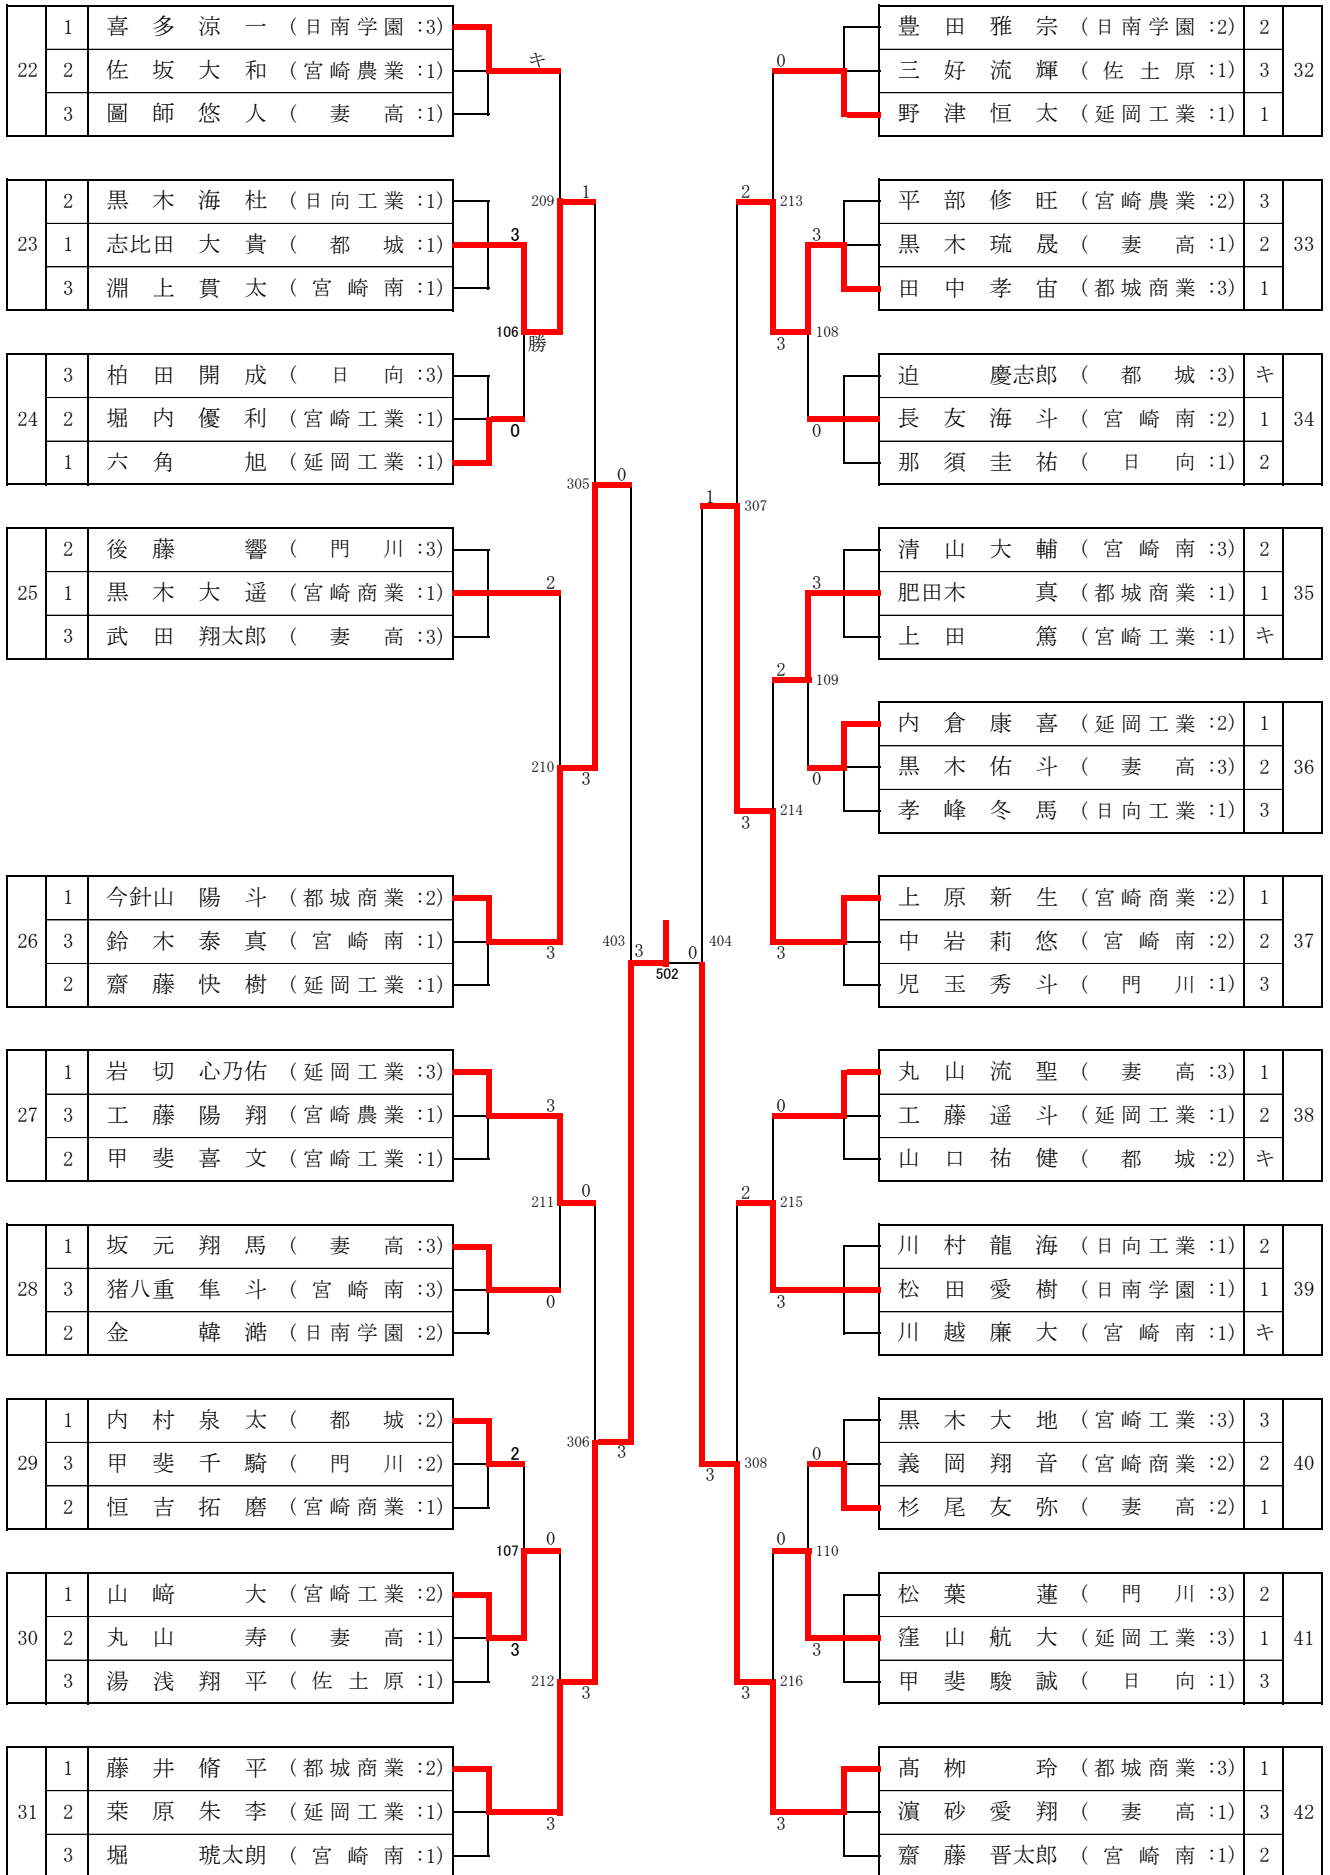 22
1 喜多涼一 (日南学園:3)
2 佐坂大和 (宮崎農業:1)
3 圖師悠人 (妻高:1)
キ
23
2 黒木海杜 (日向工業:1)
1 志比田大貴 (都城:1)
3 淵上貫太 (宮崎南:1)
3
209
1
106
勝
24
3 柏田開成 (日向:3)
2 堀内優利 (宮崎工業:1)
1 六角旭 (延岡工業:1)
0
305
0
25
2 後藤響 (門川:3)
1 黒木大遥 (宮崎商業:1)
3 武田翔太郎 (妻高:3)
2
210
3
26
1 今針山陽斗 (都城商業:2)
3 鈴木泰真 (宮崎南:1)
2 齋藤快樹 (延岡工業:1)
3
403
3
502
0
404
27
1 岩切心乃佑 (延岡工業:3)
3 工藤陽翔 (宮崎農業:1)
2 甲斐喜文 (宮崎工業:1)
3
211
0
28
1 坂元翔馬 (妻高:3)
3 猪八重隼斗 (宮崎南:3)
2 金韓澔 (日南学園:2)
0
29
1 内村泉太 (都城:2)
3 甲斐千騎 (門川:2)
2 恒吉拓磨 (宮崎商業:1)
2
306
3
107
0
30
1 山﨑大 (宮崎工業:2)
2 丸山寿 (妻高:1)
3 湯浅翔平 (佐土原:1)
3
212
3
31
1 藤井脩平 (都城商業:2)
2 桒原朱李 (延岡工業:1)
3 堀琥太朗 (宮崎南:1)
3
豊田雅宗 (日南学園:2) 2
三好流輝 (佐土原:1) 3
野津恒太 (延岡工業:1) 1
32
0
平部修旺 (宮崎農業:2) 3
黒木琉晟 (妻高:1) 2
田中孝宙 (都城商業:3) 1
33
2
213
3
3
108
迫慶志郎 (都城:3) キ
長友海斗 (宮崎南:2) 1
那須圭祐 (日向:1) 2
34
0
1
307
清山大輔 (宮崎南:3) 2
肥田木真 (都城商業:1) 1
上田篤 (宮崎工業:1) キ
35
3
2
109
内倉康喜 (延岡工業:2) 1
黒木佑斗 (妻高:3) 2
孝峰冬馬 (日向工業:1) 3
36
0
3
214
上原新生 (宮崎商業:2) 1
中岩莉悠 (宮崎南:2) 2
児玉秀斗 (門川:1) 3
37
3
丸山流聖 (妻高:3) 1
工藤遥斗 (延岡工業:1) 2
山口祐健 (都城:2) キ
38
0
2
215
川村龍海 (日向工業:1) 2
松田愛樹 (日南学園:1) 1
川越廉大 (宮崎南:1) キ
39
3
黒木大地 (宮崎工業:3) 3
義岡翔音 (宮崎商業:2) 2
杉尾友弥 (妻高:2) 1
40
0
3
308
0
110
松葉蓮 (門川:3) 2
窪山航大 (延岡工業:3) 1
甲斐駿誠 (日向:1) 3
41
3
3
216
髙栁玲 (都城商業:3) 1
濵砂愛翔 (妻高:1) 3
齋藤晋太郎 (宮崎南:1) 2
42
3